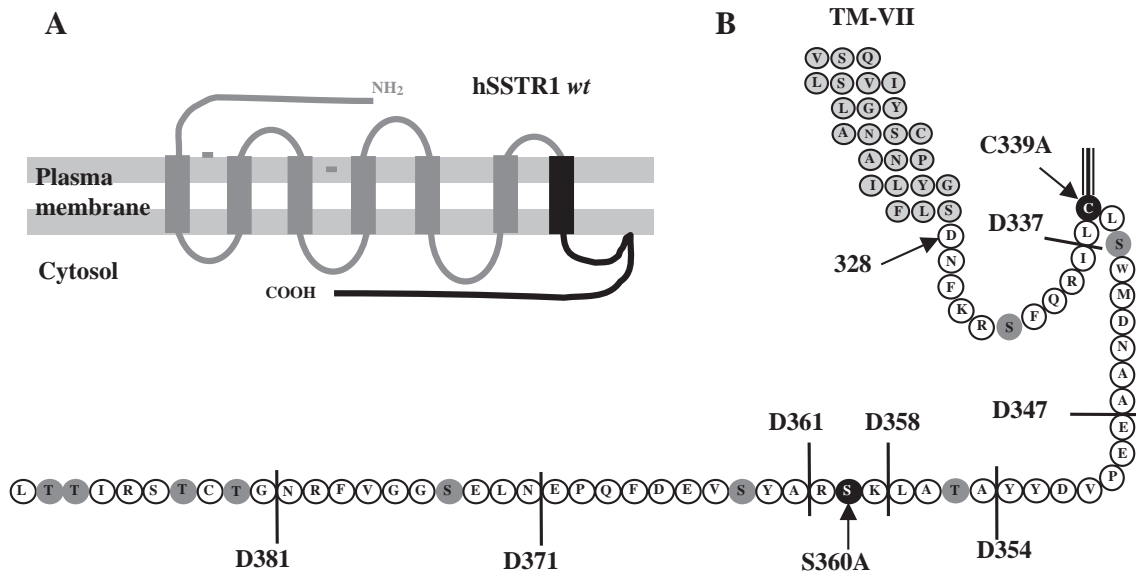 A
NH2
hSSTR1 wt
Plasma
membrane
Cytosol
COOH
B
TM-VII
V S Q
L S V I
L G Y
A N S C
A N P
I L Y G
F L S
D
N
F
K
R
S
F
Q
R
I
L
C
L
S
W
M
D
N
A
A
E
E
P
328
C339A
D337
D347
D361
D358
L T T I R S T C T G N R F V G G S E L N E P Q F D E V S Y A R S K L A T A Y Y D V
D381
D371
S360A
D354